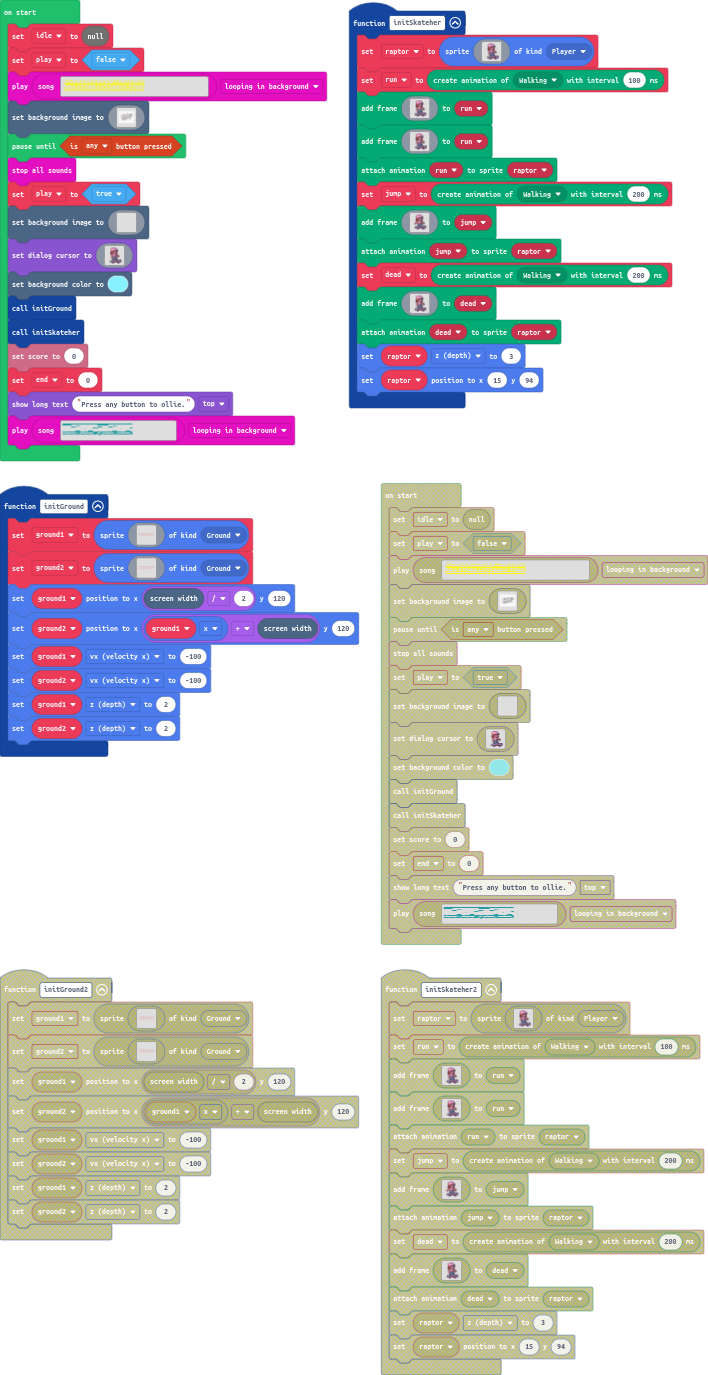 on start
set idle to null
set play to false
play song looping in background
set background image to
pause until is any button pressed
stop all sounds
set play to true
set background image to
set dialog cursor to
set background color to
call initGround
call initSkateher
set score to 0
set end to 0
show long text "Press any button to ollie." top
play song looping in background
function initSkateher
set raptor to sprite of kind Player
set run to create animation of Walking with interval 100 ms
add frame to run
add frame to run
attach animation run to sprite raptor
set jump to create animation of Walking with interval 200 ms
add frame to jump
attach animation jump to sprite raptor
set dead to create animation of Walking with interval 200 ms
add frame to dead
attach animation dead to sprite raptor
set raptor z (depth) to 3
set raptor position to x 15 y 94
function initGround
set ground1 to sprite of kind Ground
set ground2 to sprite of kind Ground
set ground1 position to x screen width / 2 y 120
set ground2 position to x ground1 x + screen width y 120
set ground1 vx (velocity x) to -100
set ground2 vx (velocity x) to -100
set ground1 z (depth) to 2
set ground2 z (depth) to 2
on start
set idle to null
set play to false
play song looping in background
set background image to
pause until is any button pressed
stop all sounds
set play to true
set background image to
set dialog cursor to
set background color to
call initGround
call initSkateher
set score to 0
set end to 0
show long text "Press any button to ollie." top
play song looping in background
function initGround2
set ground1 to sprite of kind Ground
set ground2 to sprite of kind Ground
set ground1 position to x screen width / 2 y 120
set ground2 position to x ground1 x + screen width y 120
set ground1 vx (velocity x) to -100
set ground2 vx (velocity x) to -100
set ground1 z (depth) to 2
set ground2 z (depth) to 2
function initSkateher2
set raptor to sprite of kind Player
set run to create animation of Walking with interval 100 ms
add frame to run
add frame to run
attach animation run to sprite raptor
set jump to create animation of Walking with interval 200 ms
add frame to jump
attach animation jump to sprite raptor
set dead to create animation of Walking with interval 200 ms
add frame to dead
attach animation dead to sprite raptor
set raptor z (depth) to 3
set raptor position to x 15 y 94